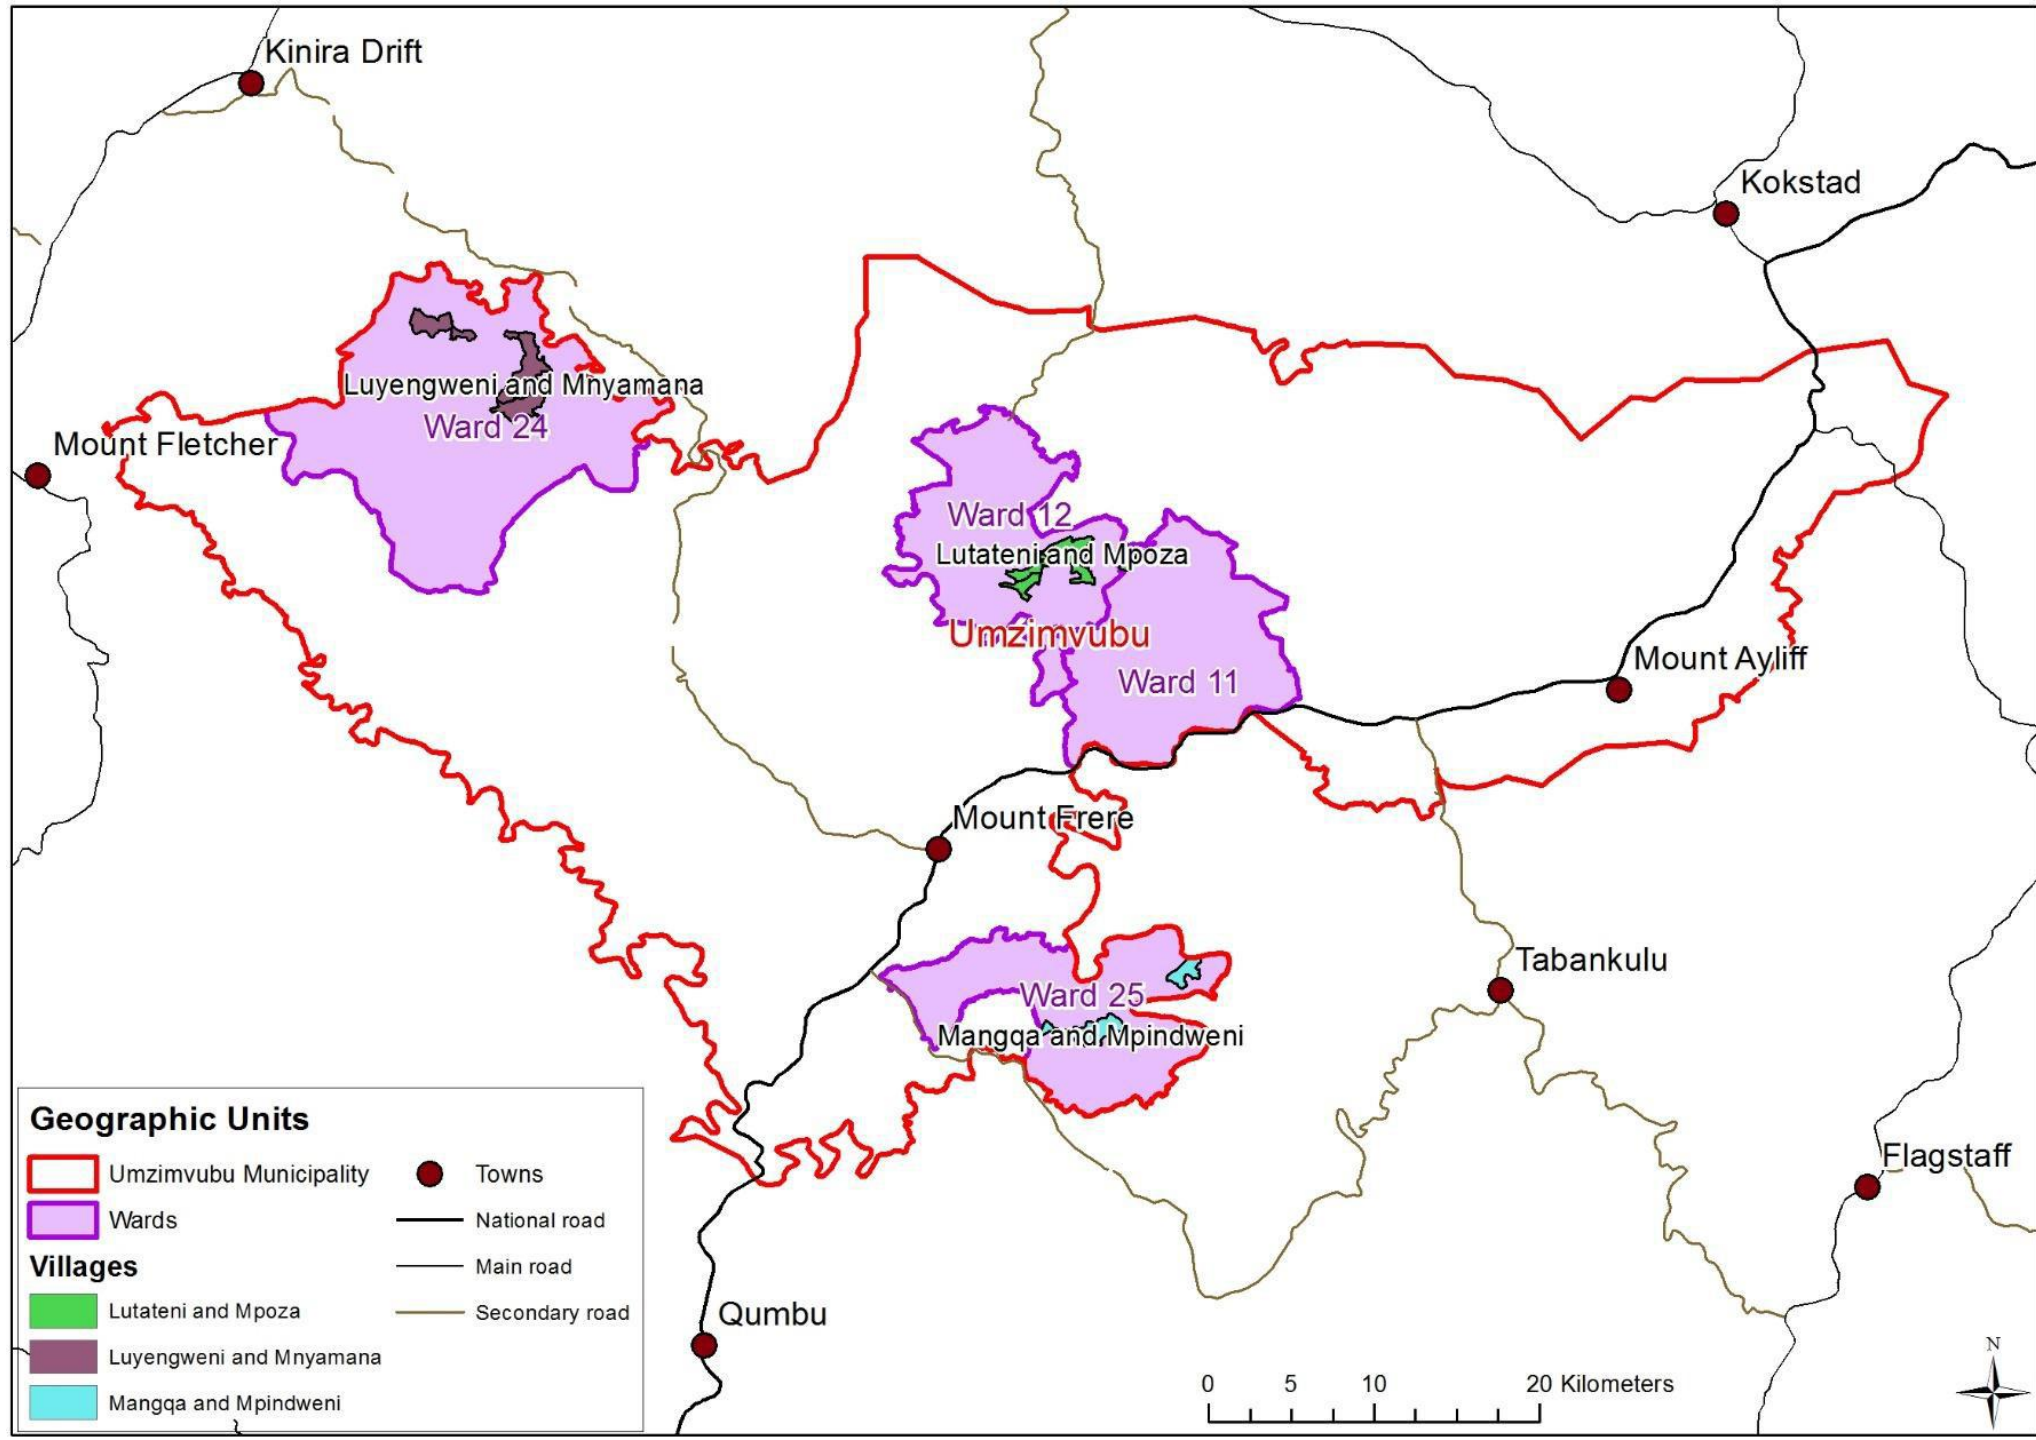 Kinira Drift
Kokstad
Luyengweni and Mnyamana
Ward 24
Mount Fletcher
Ward 12
Lutateni and Mpoza
Umzimvubu
Ward 11
Mount Ayliff
Mount Frere
Tabankulu
Ward 25
Mangqa and Mpindweni
Flagstaff
Qumbu
Geographic Units
Umzimvubu Municipality
Wards
Villages
Lutateni and Mpoza
Luyengweni and Mnyamana
Mangqa and Mpindweni
Towns
National road
Main road
Secondary road
0 5 10 20 Kilometers
N